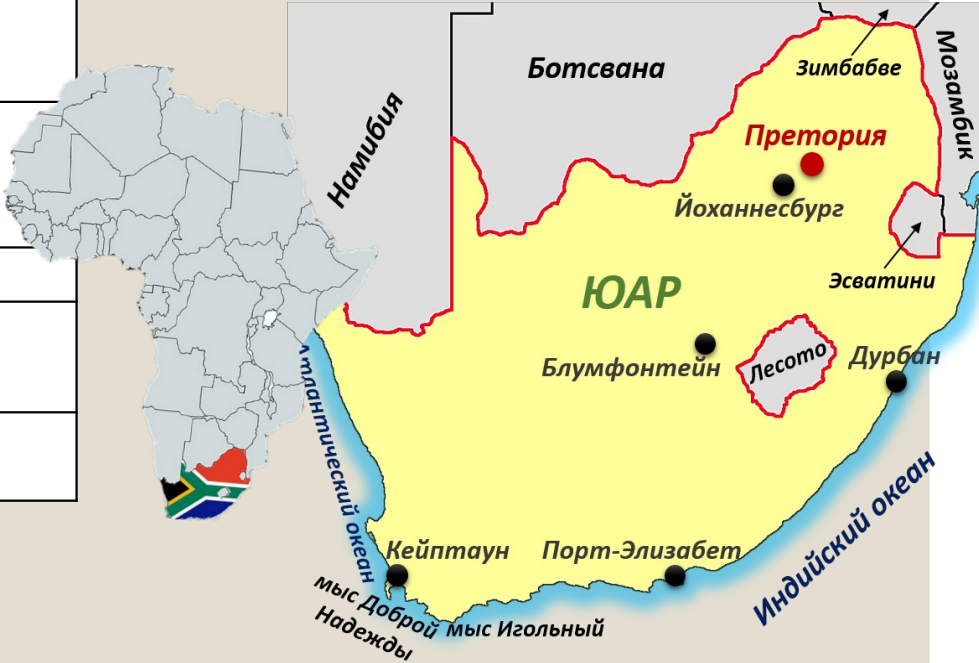 Ботсвана
Зимбабве
Мозамбик
Намибия
Претория
Йоханнесбург
Эсватини
ЮАР
Блумфонтейн
Лесото
Дурбан
Атлантический океан
Индийский океан
Кейптаун
Порт-Элизабет
мыс Доброй
Надежды
мыс Игольный